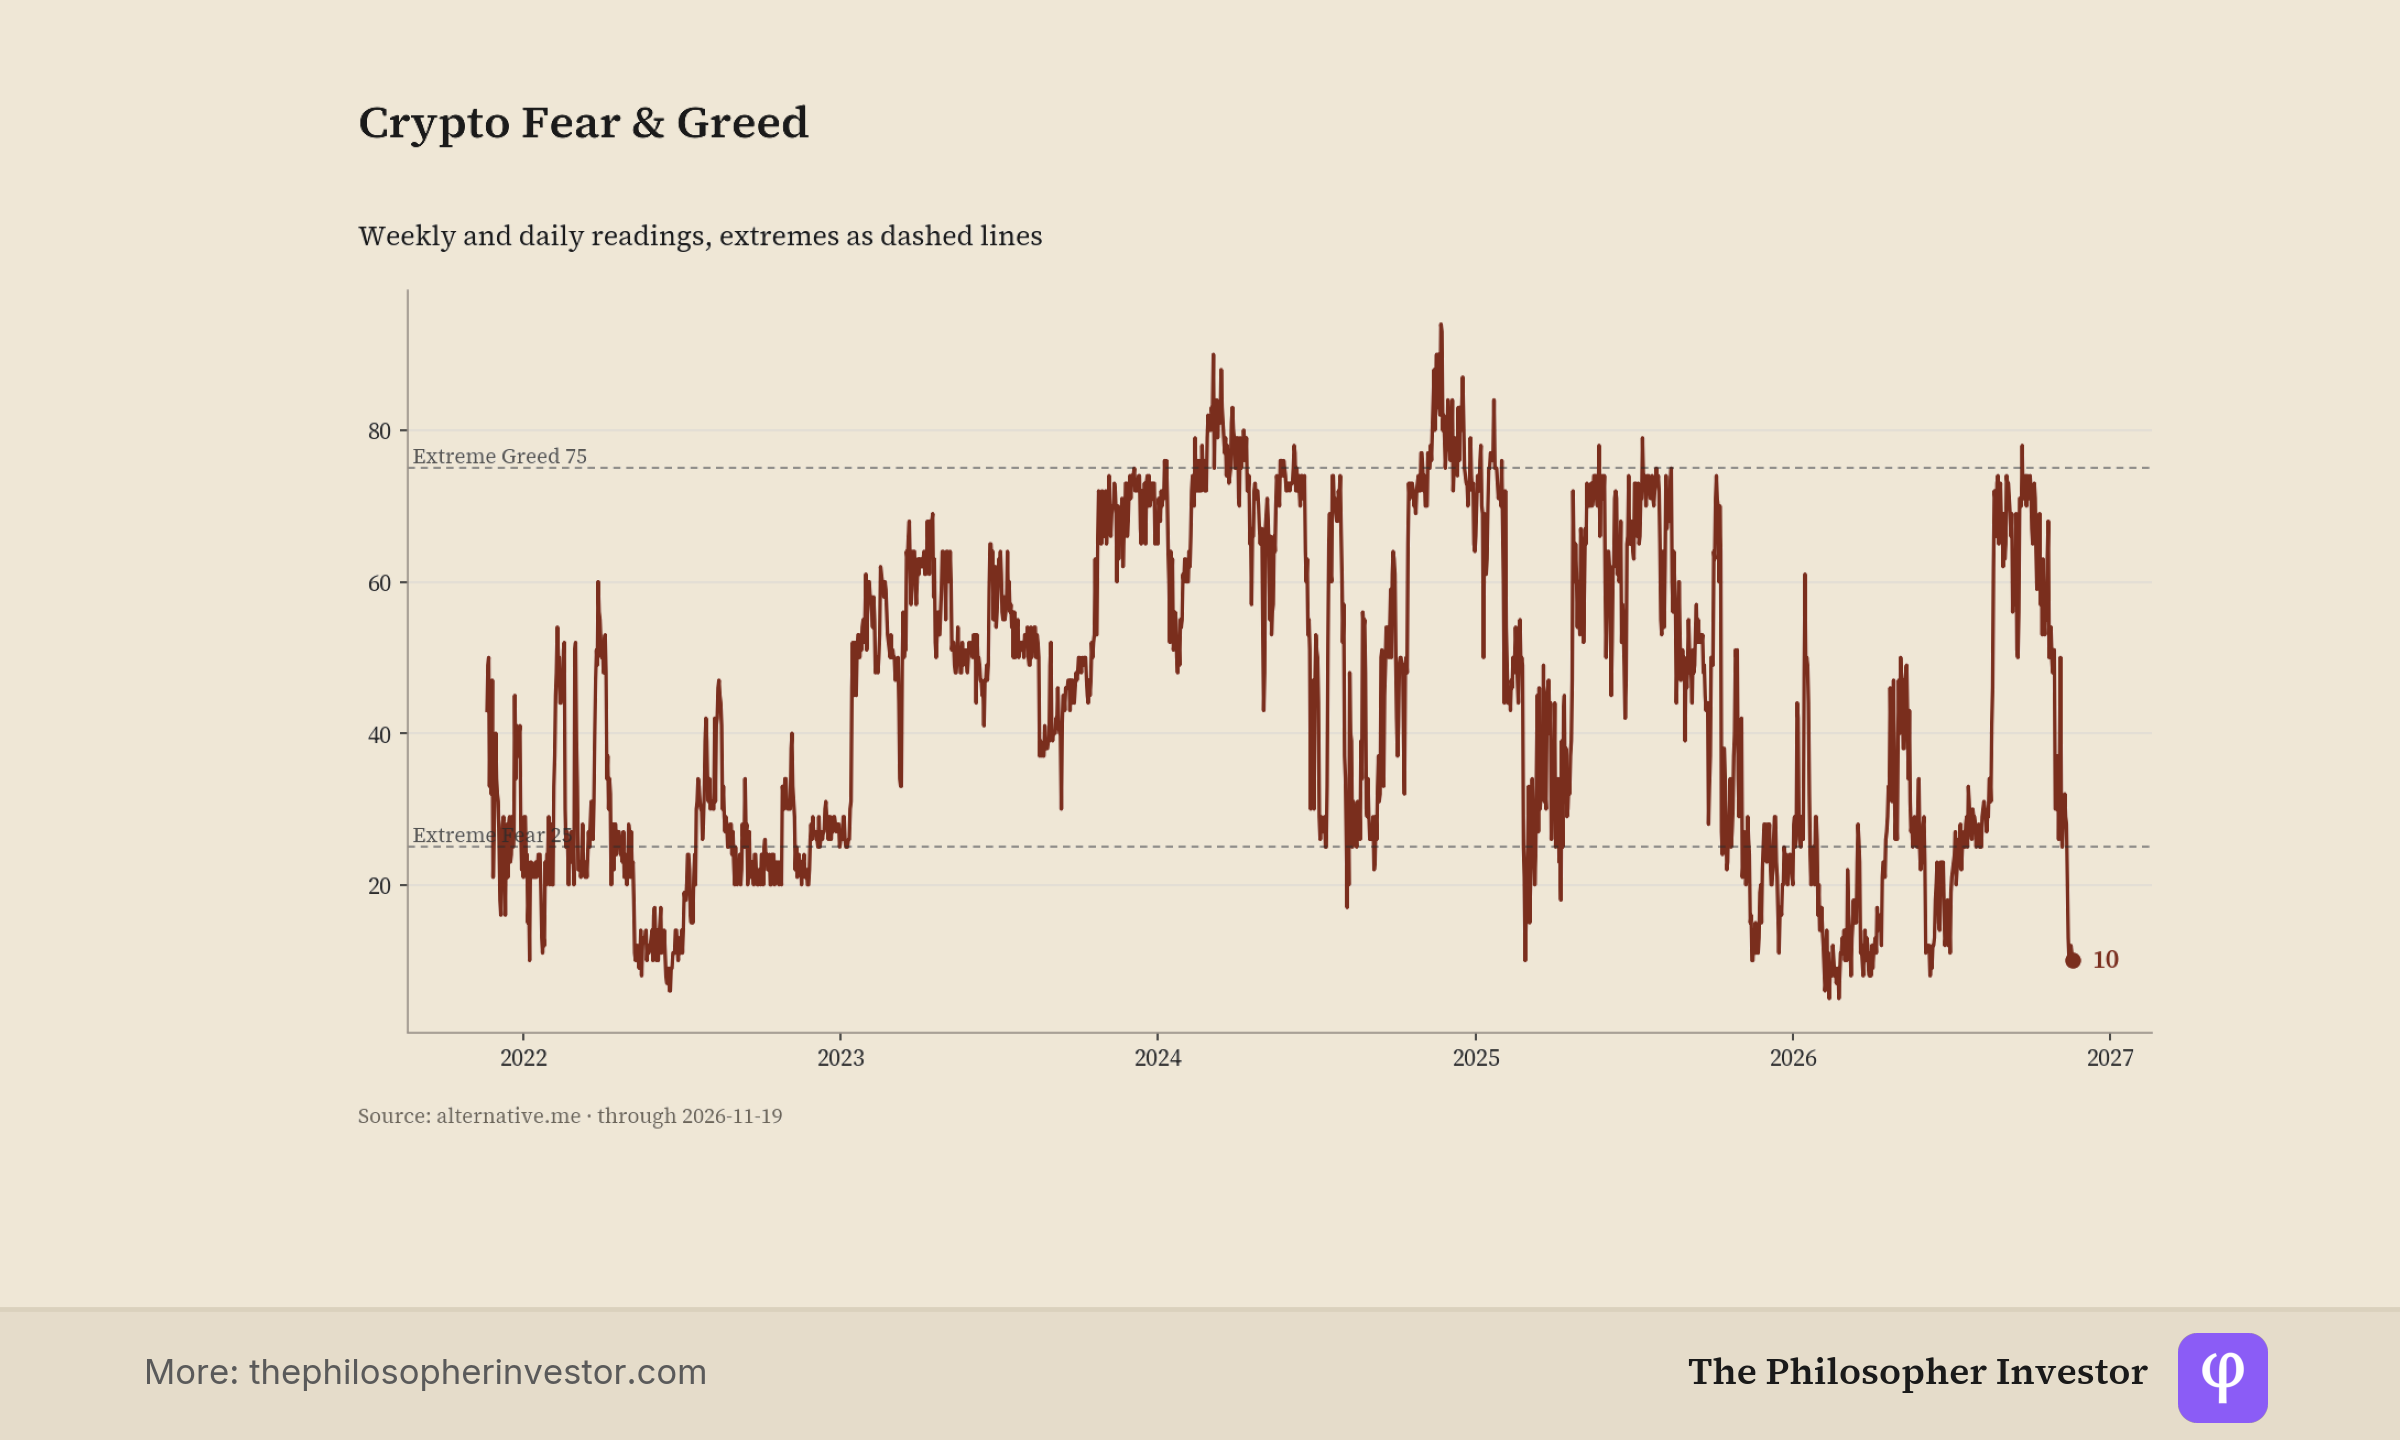 Crypto Fear & Greed
Weekly and daily readings, extremes as dashed lines
80
Extreme Greed 75
60
40
Extreme Fear 25
20
10
2022 2023 2024 2025 2026 2027
Source: alternative.me · through 2026-11-19
More: thephilosopherinvestor.com
The Philosopher Investor
φ